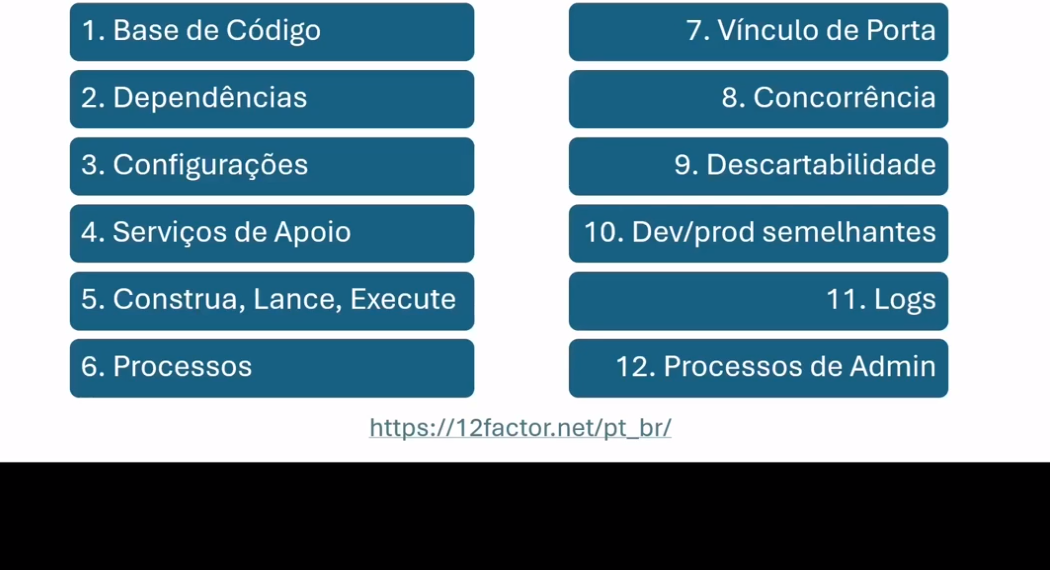 1. Base de Código
2. Dependências
3. Configurações
4. Serviços de Apoio
5. Construa, Lance, Execute
6. Processos
7. Vínculo de Porta
8. Concorrência
9. Descartabilidade
10. Dev/prod semelhantes
11. Logs
12. Processos de Admin
https://12factor.net/pt_br/